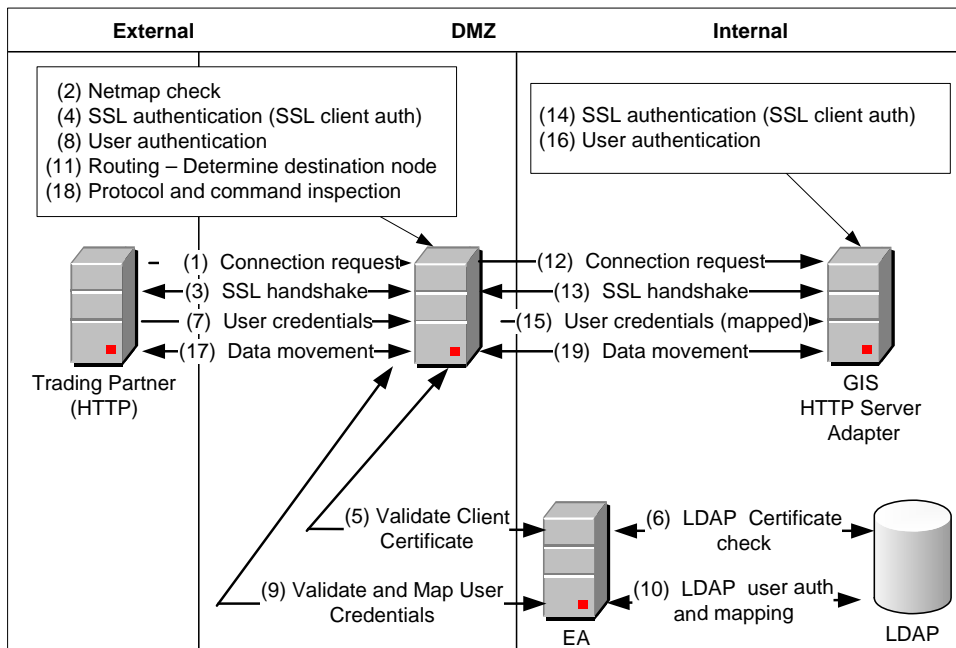 External
DMZ
Internal
(2) Netmap check
(4) SSL authentication (SSL client auth)
(8) User authentication
(11) Routing – Determine destination node
(18) Protocol and command inspection
(14) SSL authentication (SSL client auth)
(16) User authentication
(1) Connection request
(3) SSL handshake
(7) User credentials
(17) Data movement
(12) Connection request
(13) SSL handshake
(15) User credentials (mapped)
(19) Data movement
Trading Partner
(HTTP)
GIS
HTTP Server
Adapter
(5) Validate Client
Certificate
(6) LDAP Certificate
check
(9) Validate and Map User
Credentials
(10) LDAP user auth
and mapping
EA
LDAP